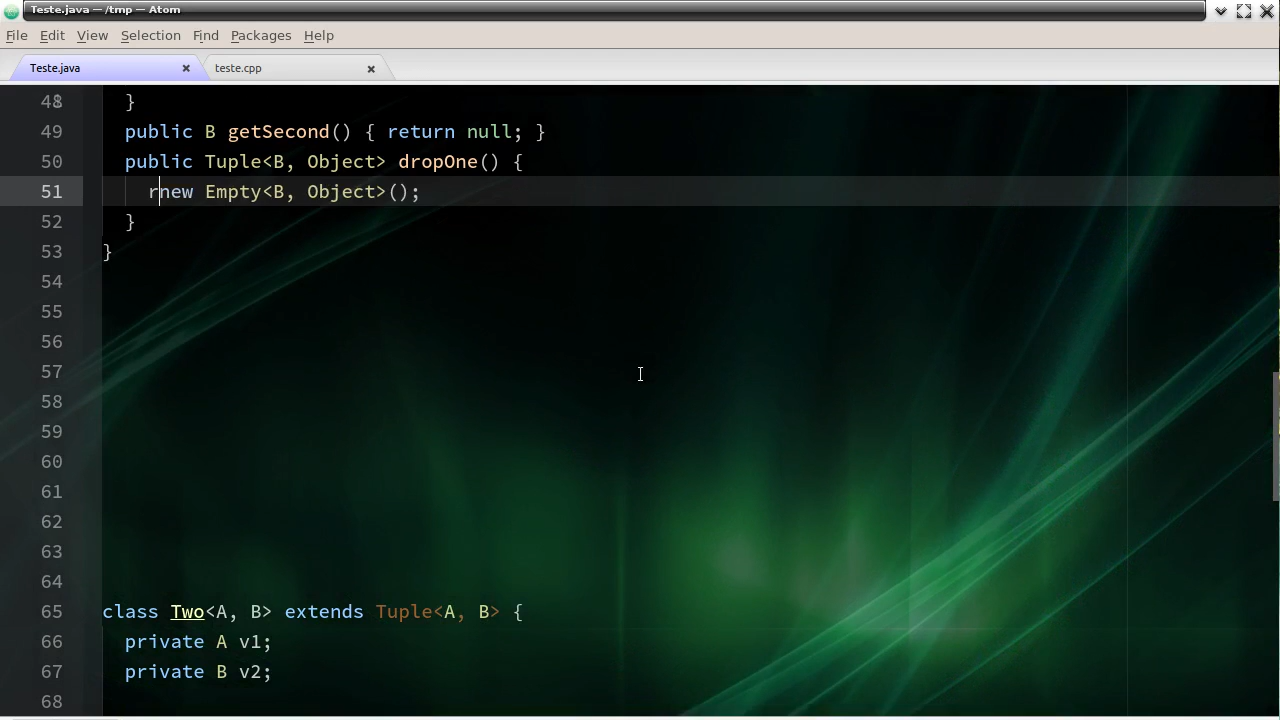 Teste.java — /tmp — Atom
File Edit View Selection Find Packages Help
Teste.java teste.cpp
48 }
49 public B getSecond() { return null; }
50 public Tuple<B, Object> dropOne() {
51 rnew Empty<B, Object>();
52 }
53 }
54
55
56
57
58
59
60
61
62
63
64
65 class Two<A, B> extends Tuple<A, B> {
66 private A v1;
67 private B v2;
68